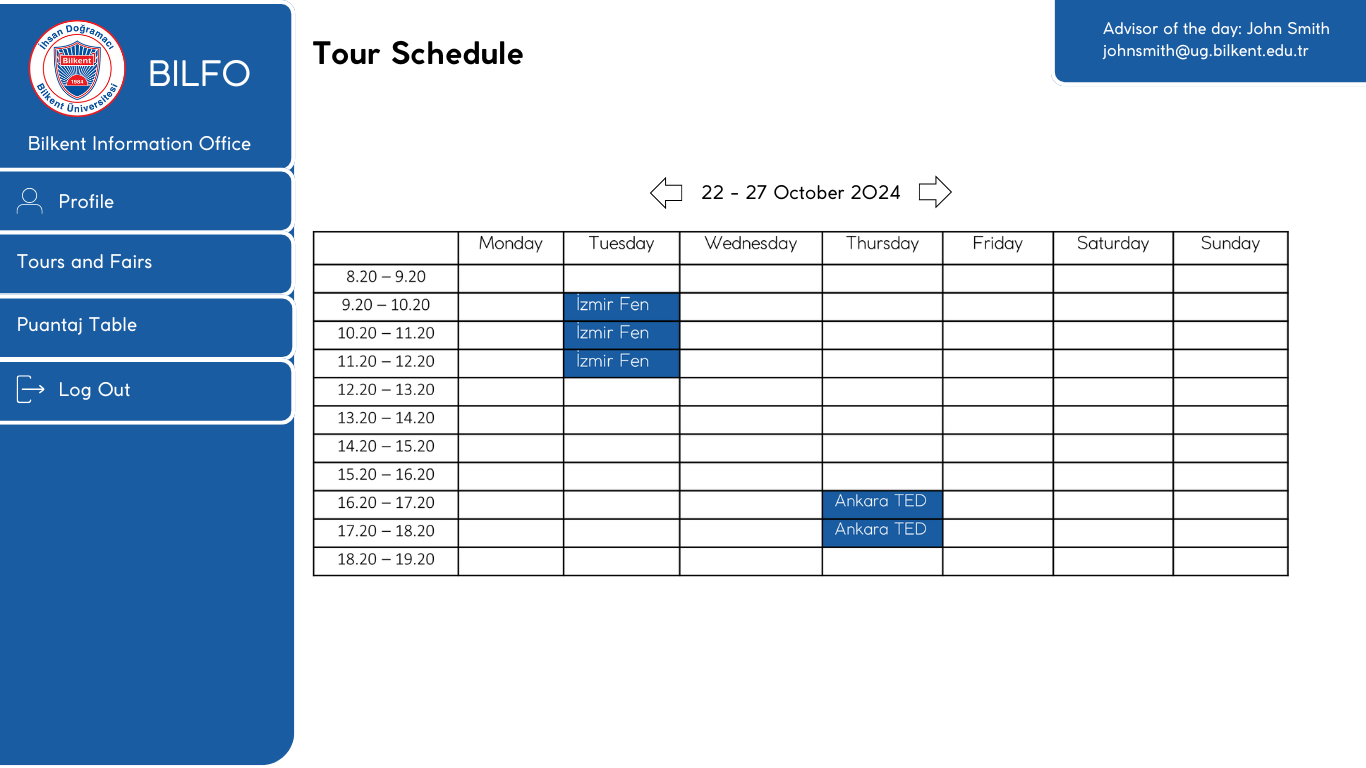 İhsan Doğramacı
Bilkent
1984
Bilkent Üniversitesi
BILFO
Bilkent Information Office
Profile
Tours and Fairs
Puantaj Table
Log Out
Tour Schedule
Advisor of the day: John Smith
johnsmith@ug.bilkent.edu.tr
22 - 27 October 2024
Monday Tuesday Wednesday Thursday Friday Saturday Sunday
8.20 – 9.20
9.20 – 10.20 İzmir Fen
10.20 – 11.20 İzmir Fen
11.20 – 12.20 İzmir Fen
12.20 – 13.20
13.20 – 14.20
14.20 – 15.20
15.20 – 16.20
16.20 – 17.20 Ankara TED
17.20 – 18.20 Ankara TED
18.20 – 19.20